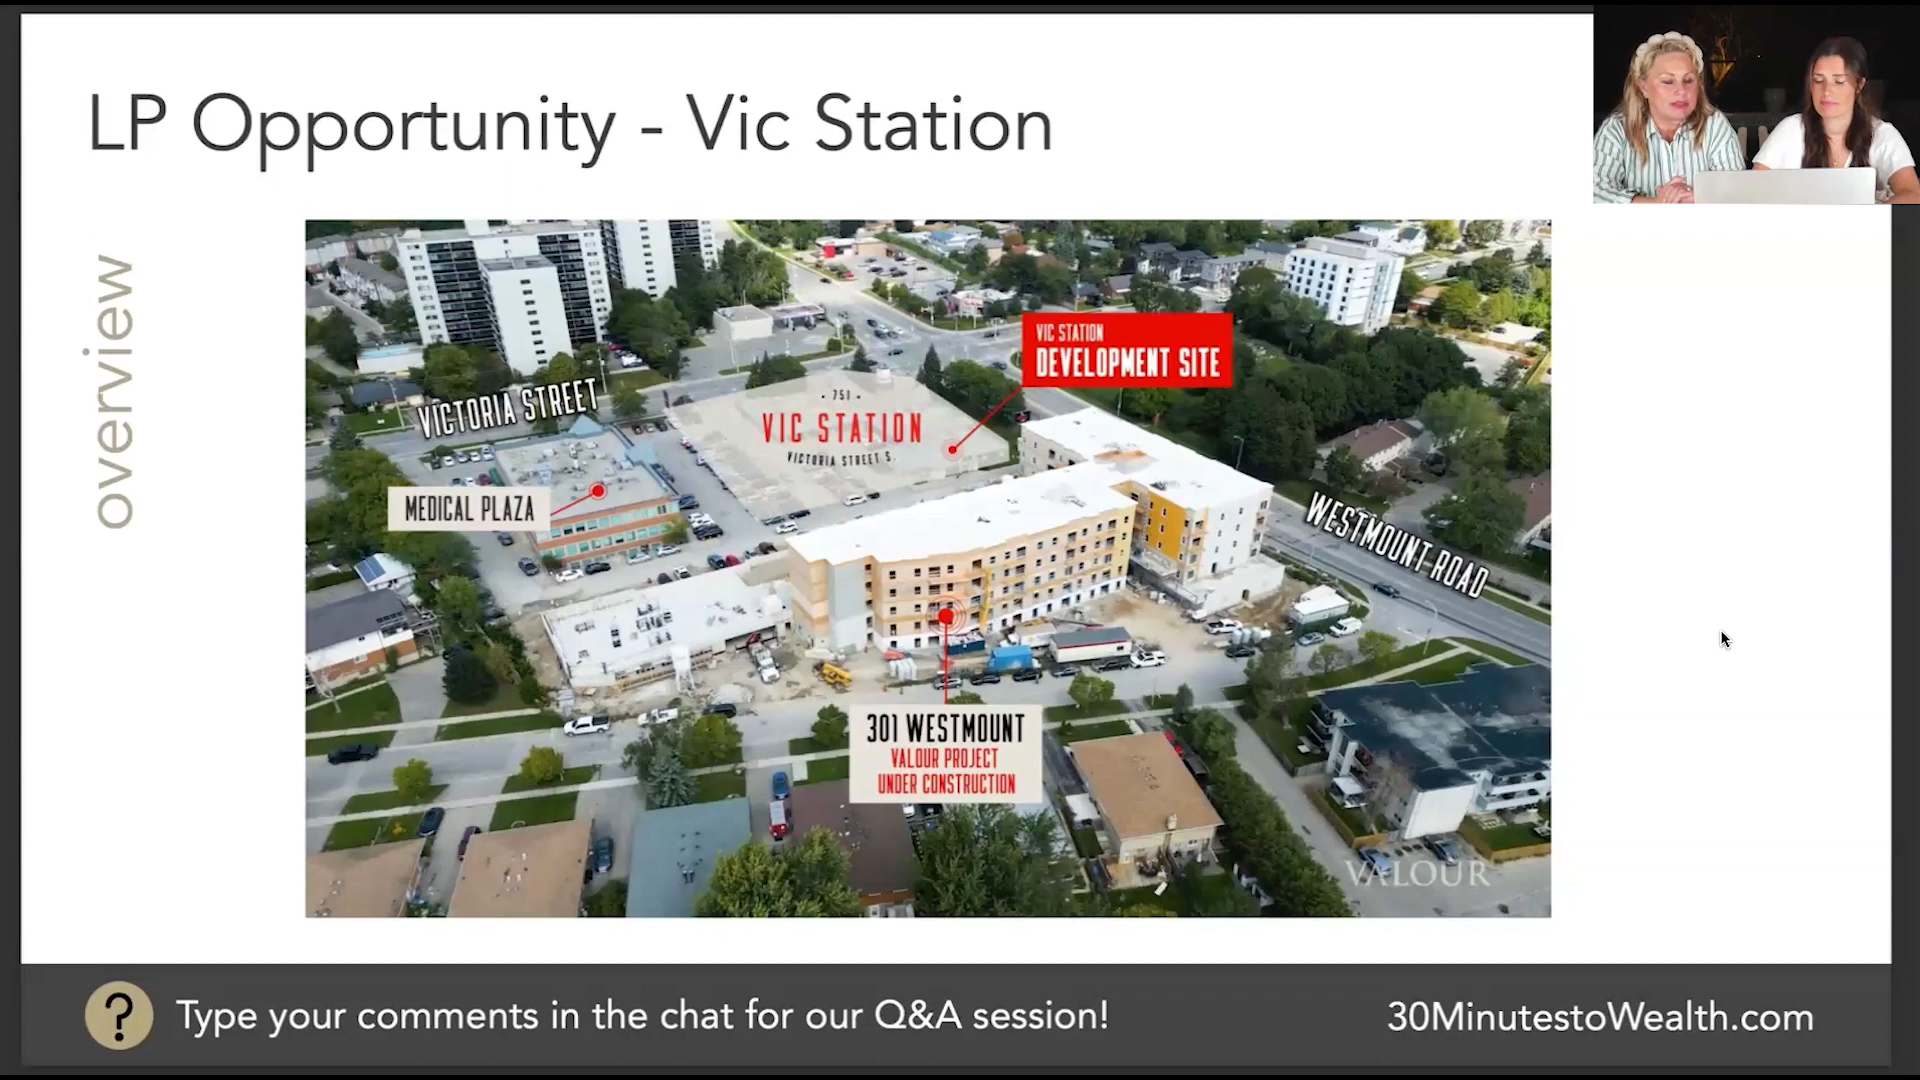 LP Opportunity - Vic Station
overview
VIC STATION
DEVELOPMENT SITE
VICTORIA STREET
• 751 •
VIC STATION
VICTORIA STREET S.
MEDICAL PLAZA
WESTMOUNT ROAD
301 WESTMOUNT
VALOUR PROJECT
UNDER CONSTRUCTION
VALOUR
? Type your comments in the chat for our Q&A session!
30MinutestoWealth.com